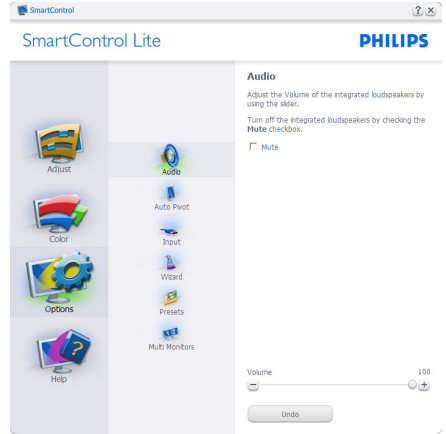 SmartControl
? x
SmartControl Lite
PHILIPS
Adjust
Color
Options
Help
Audio
Auto Pivot
Input
Wizard
Presets
Multi Monitors
Audio
Adjust the Volume of the integrated loudspeakers by
using the slider.
Turn off the integrated loudspeakers by checking the
Mute checkbox.
Mute
Volume 100
Undo